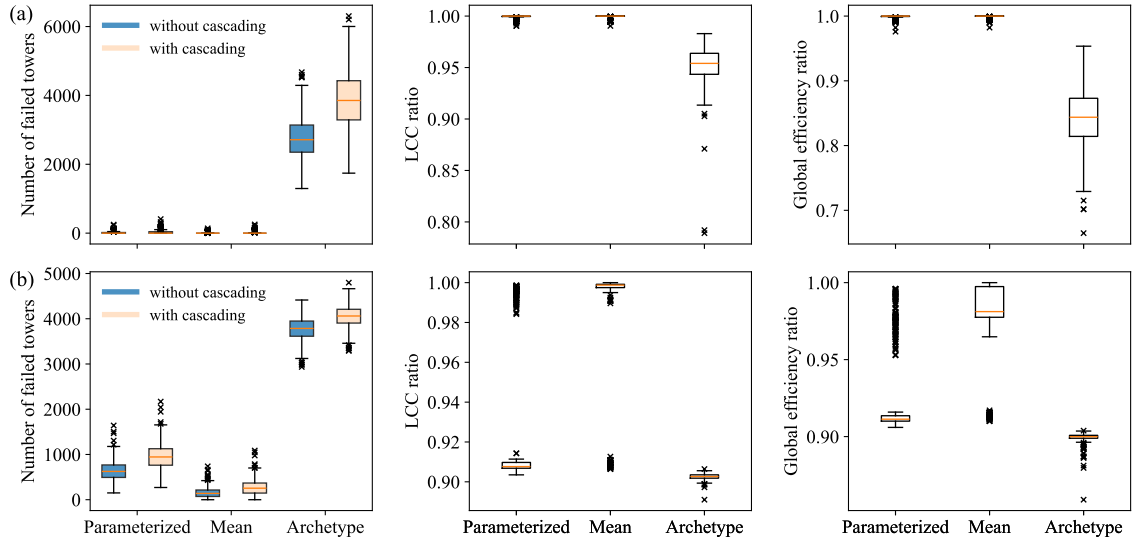 (a)
Number of failed towers
6000
4000
2000
0
without cascading
with cascading
LCC ratio
1.00
0.95
0.90
0.85
0.80
Global efficiency ratio
1.0
0.9
0.8
0.7
(b)
Number of failed towers
5000
4000
3000
2000
1000
0
without cascading
with cascading
Parameterized Mean Archetype
LCC ratio
1.00
0.98
0.96
0.94
0.92
0.90
Parameterized Mean Archetype
Global efficiency ratio
1.00
0.95
0.90
Parameterized Mean Archetype